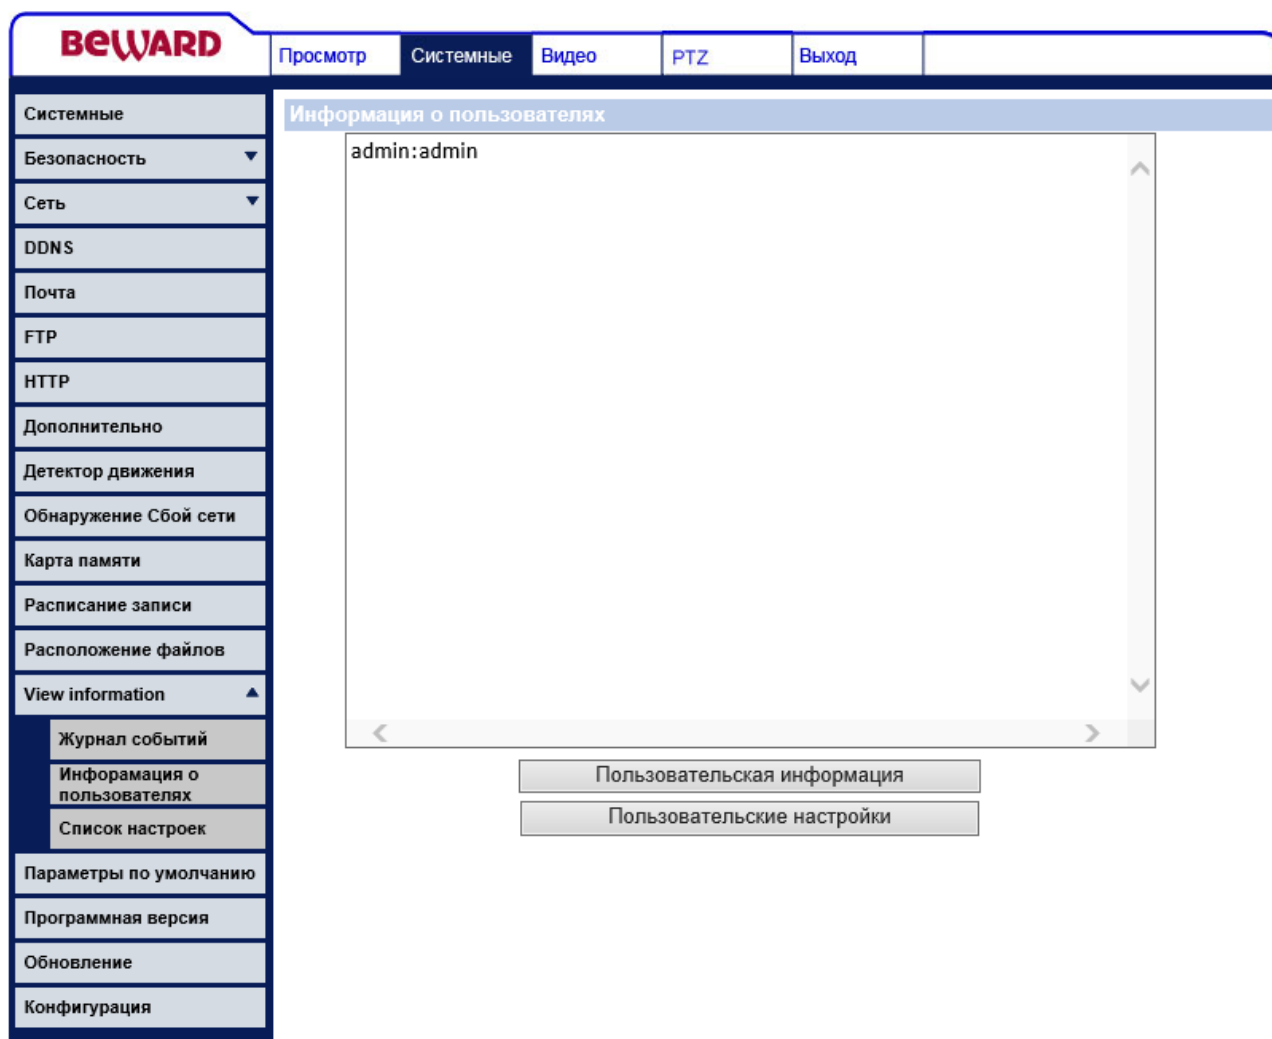 BEWARD
Просмотр Системные Видео PTZ Выход
Системные
Безопасность
Сеть
DDNS
Почта
FTP
HTTP
Дополнительно
Детектор движения
Обнаружение Сбой сети
Карта памяти
Расписание записи
Расположение файлов
View information
Журнал событий
Инфорамация о
пользователях
Список настроек
Параметры по умолчанию
Программная версия
Обновление
Конфигурация
Информация о пользователях
admin:admin
Пользовательская информация
Пользовательские настройки